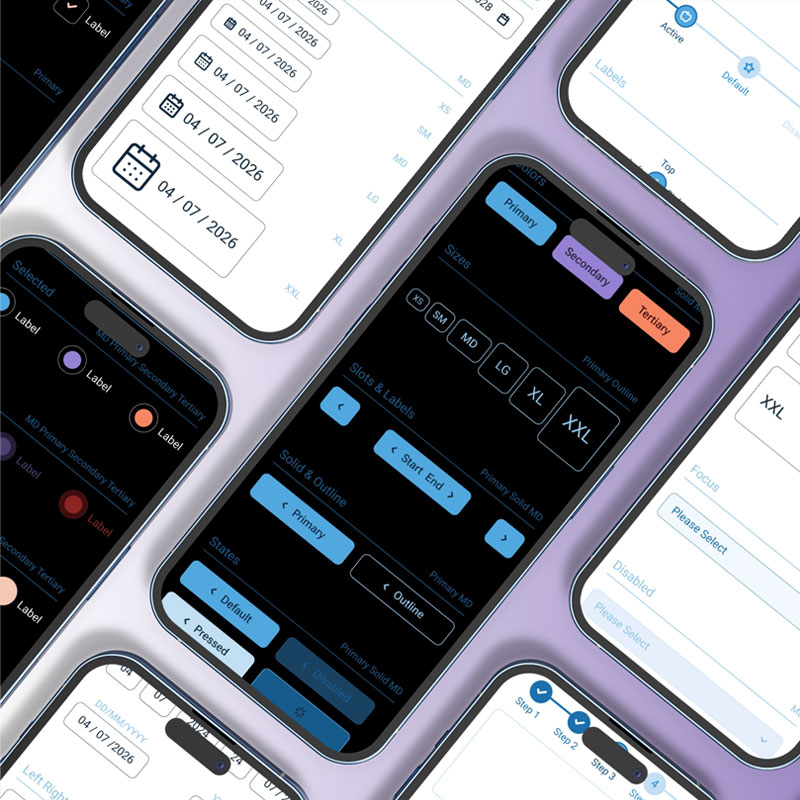 Label
Primary
04 / 07 / 2026
04 / 07 / 2026
04 / 07 / 2026
04 / 07 / 2026
04 / 07 / 2026
MD
XS
SM
MD
LG
XL
XXL
Active
Default
Labels
Top
Selected
Label
Label
Label
MD Primary Secondary Tertiary
Label
Label
MD Primary Secondary Tertiary
Label
Secondary Tertiary
Primary
Secondary
Tertiary
Sizes
XS
SM
MD
LG
XL
XXL
Primary Outline
Slots & Labels
Start End
Primary Solid MD
Solid & Outline
Primary
Outline
Primary MD
States
Default
Pressed
Disabled
Primary Solid MD
XXL
Focus
Please Select
Disabled
Please Select
DD/MM/YYYY
04 / 07 /2026
Left Right
Step 1
Step 2
Step 3
4